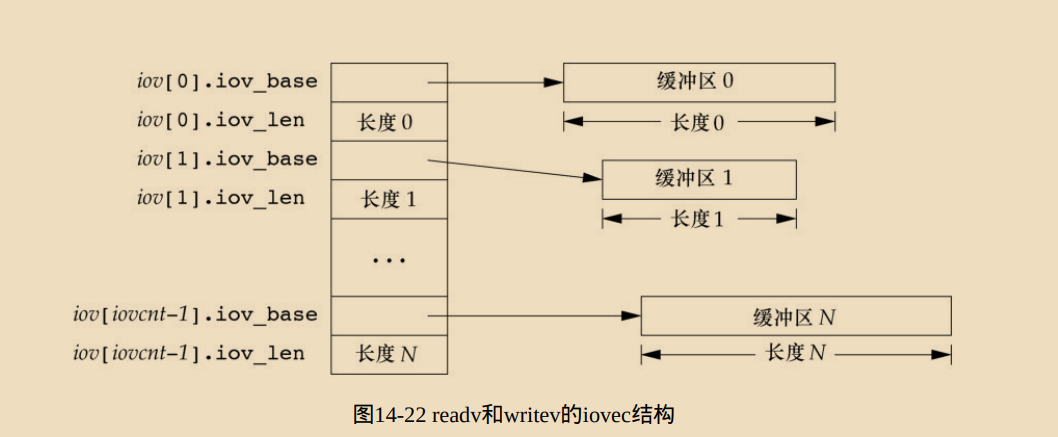 iov[0].iov_base 缓冲区 0
iov[0].iov_len 长度 0 长度0
iov[1].iov_base 缓冲区 1
iov[1].iov_len 长度 1 长度1
···
iov[iovcnt−1].iov_base 缓冲区 N
iov[iovcnt−1].iov_len 长度 N 长度N
图14-22 readv和writev的iovec结构